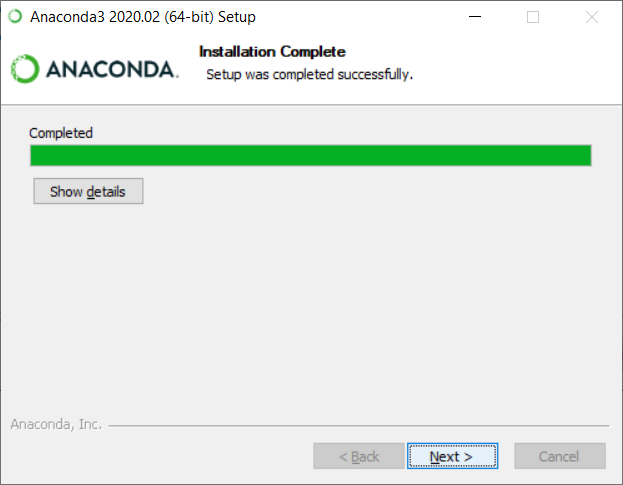 Anaconda3 2020.02 (64-bit) Setup
ANACONDA.
Installation Complete
Setup was completed successfully.
Completed
Show details
Anaconda, Inc.
< Back
Next >
Cancel